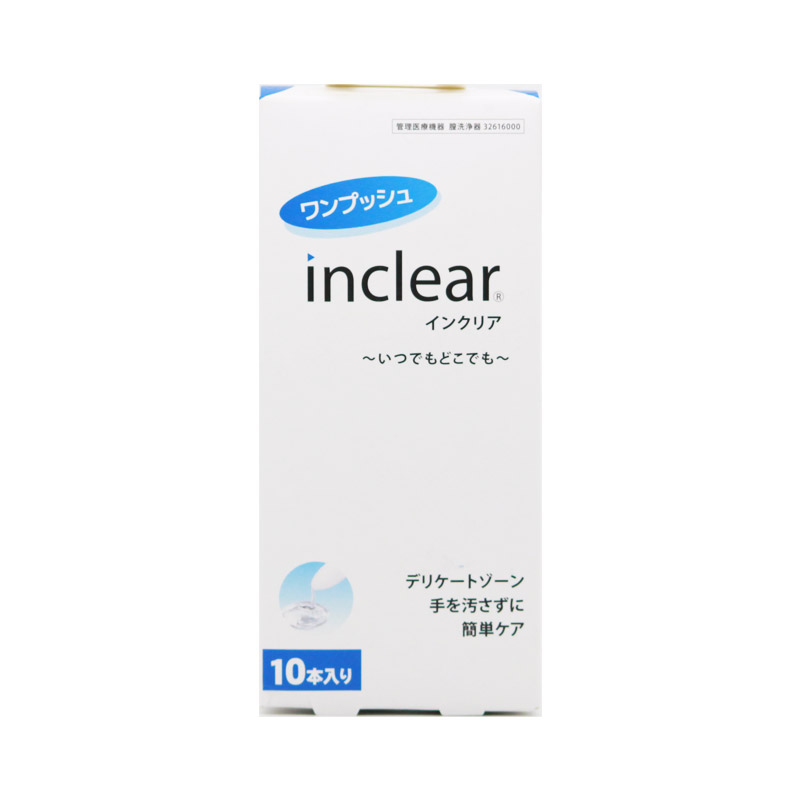 管理医療機器 膣洗浄器 32616000
ワンプッシュ
inclear®
インクリア
～いつでもどこでも～
デリケートゾーン
手を汚さずに
簡単ケア
10本入り